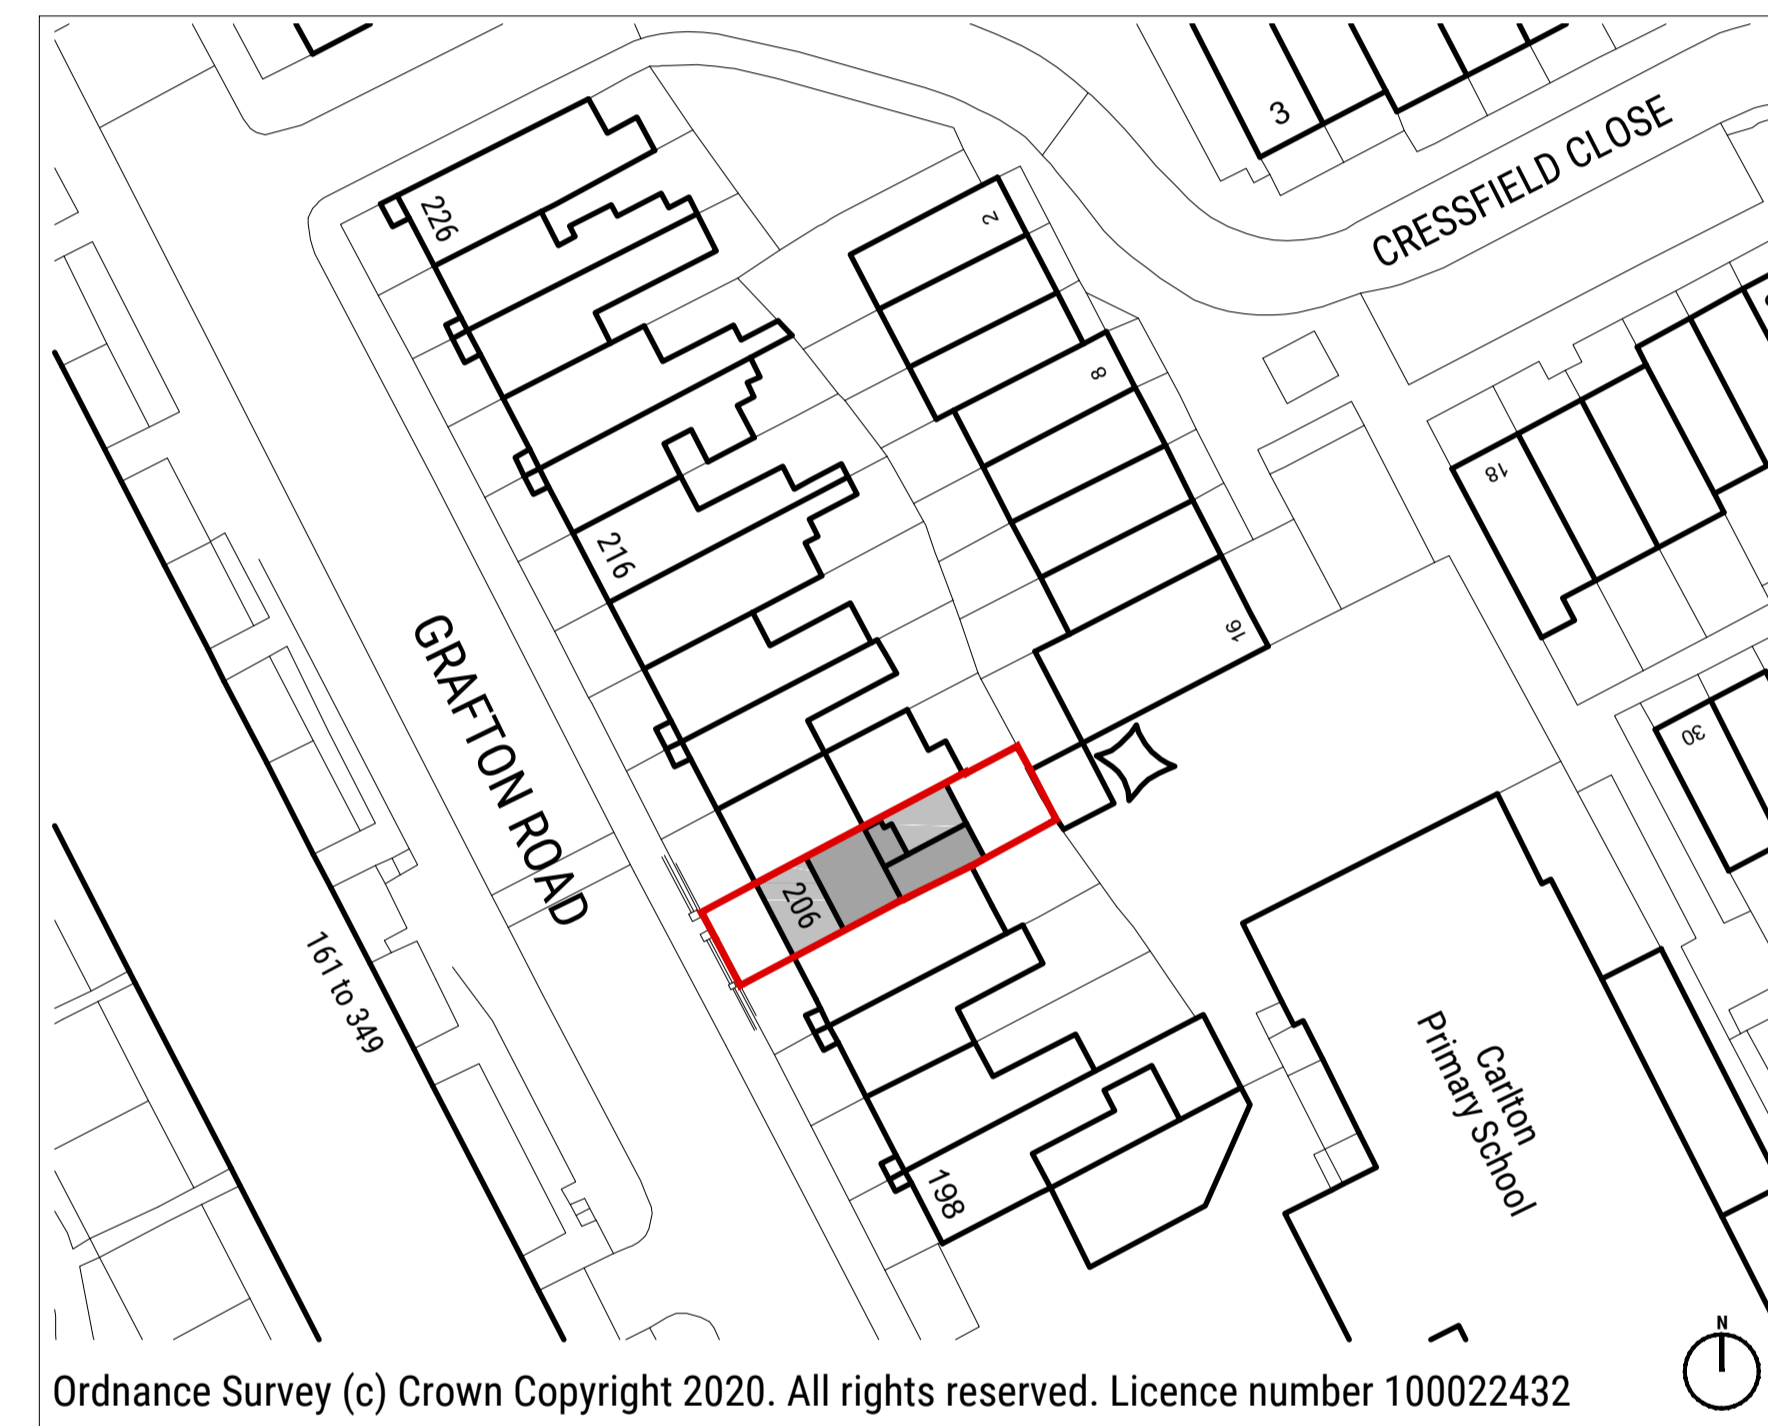 3
CRESSFIELD CLOSE
226
2
8
18
216
16
GRAFTON ROAD
30
206
161 to 349
Carlton
Primary School
198
N
Ordnance Survey (c) Crown Copyright 2020. All rights reserved. Licence number 100022432